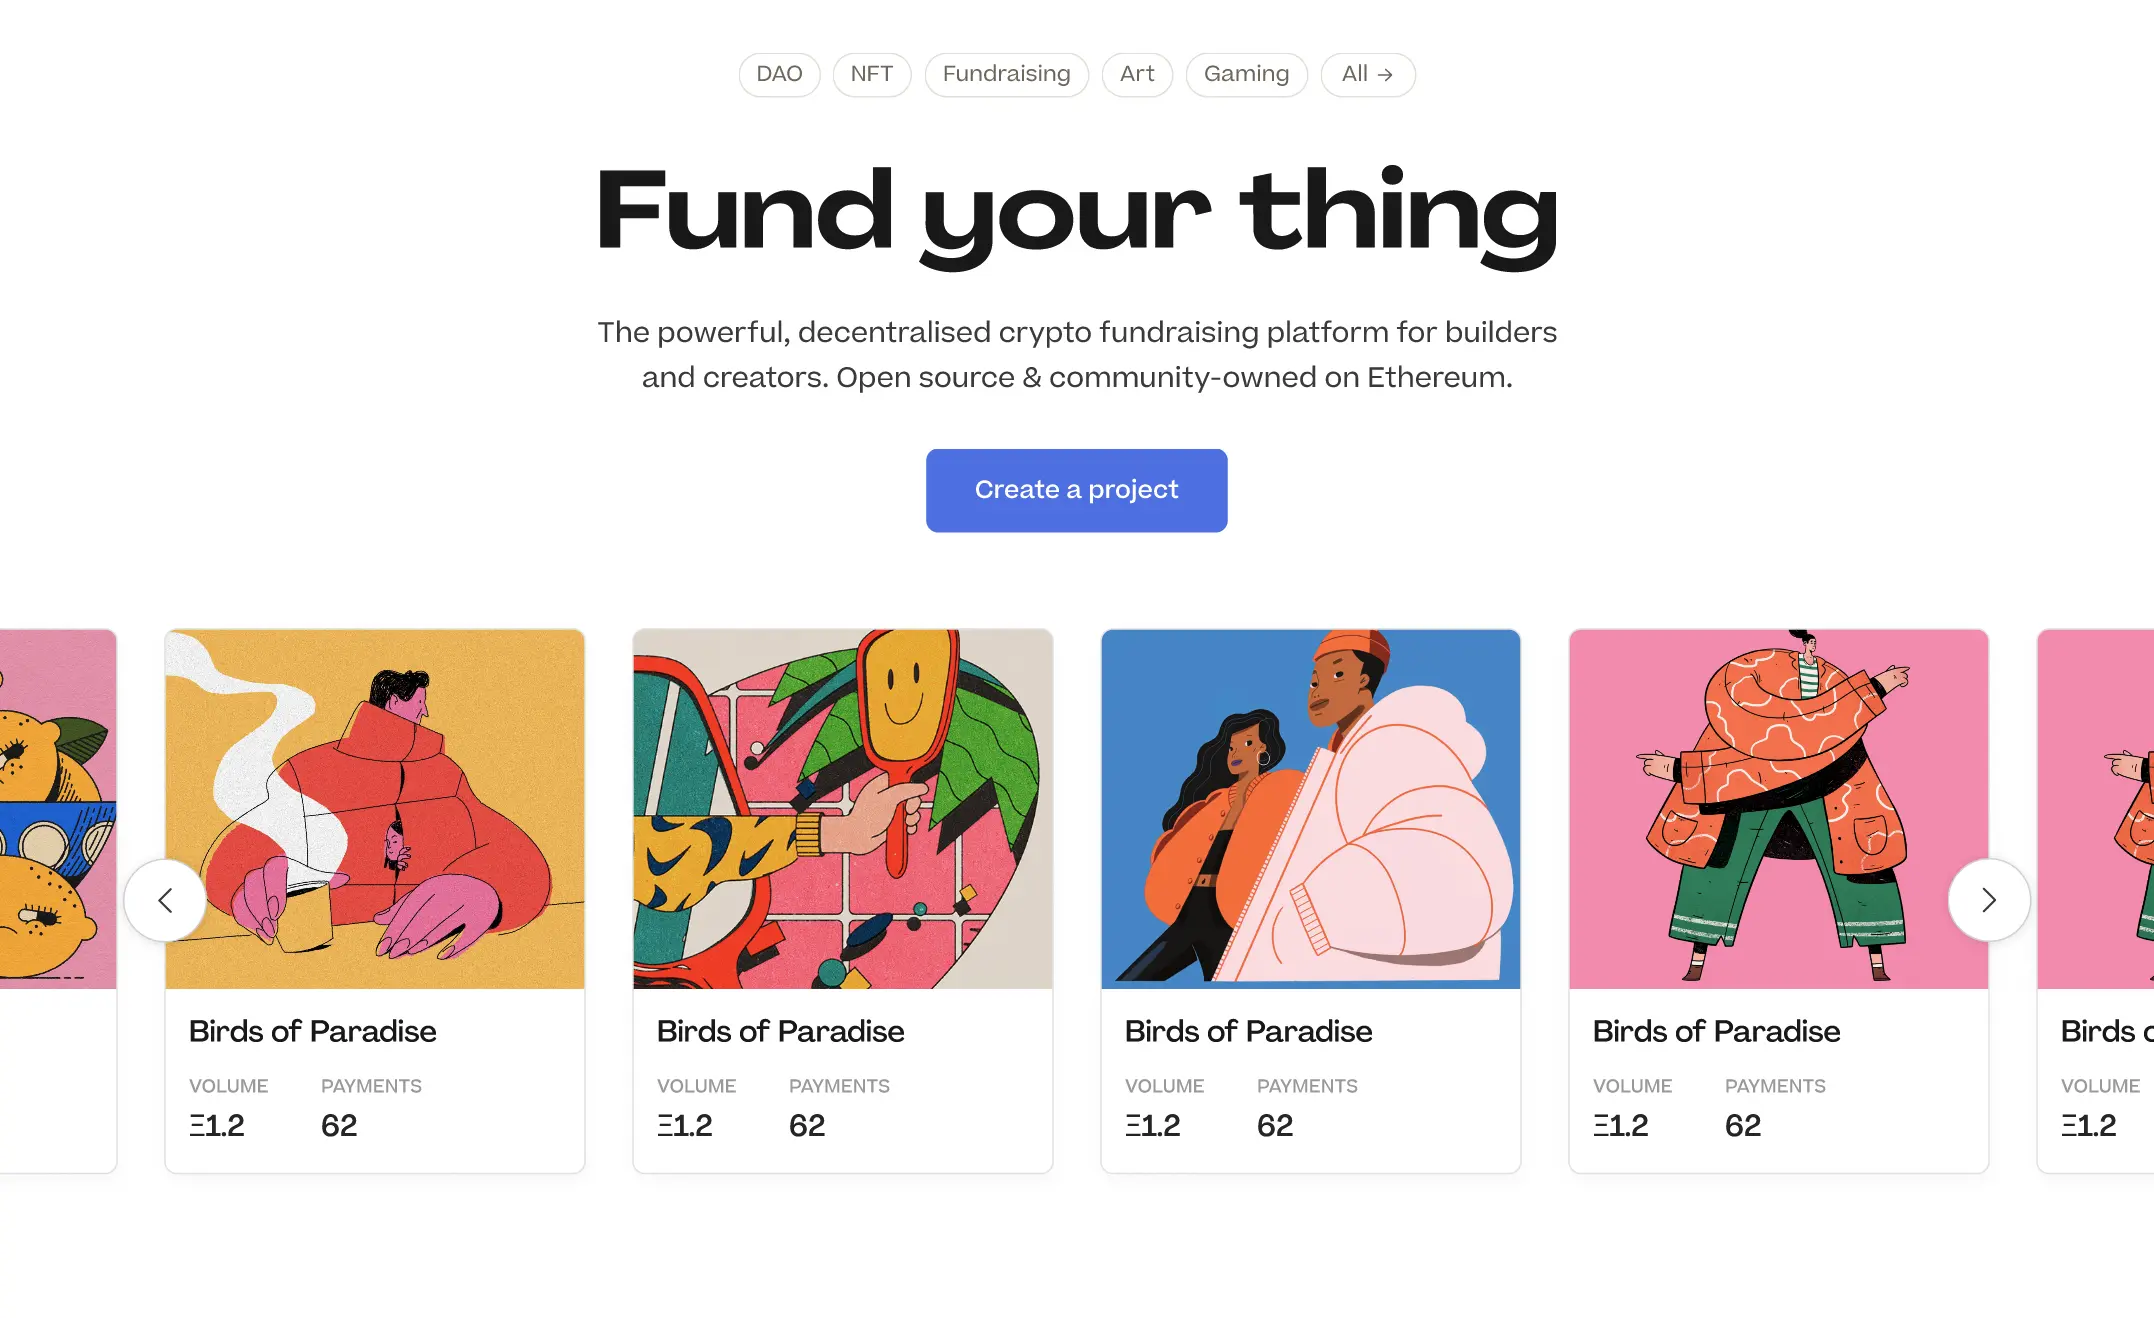 DAO NFT Fundraising Art Gaming All →
Fund your thing
The powerful, decentralised crypto fundraising platform for builders
and creators. Open source & community-owned on Ethereum.
Create a project
Birds of Paradise
VOLUME PAYMENTS
Ξ1.2 62
Birds of Paradise
VOLUME PAYMENTS
Ξ1.2 62
Birds of Paradise
VOLUME PAYMENTS
Ξ1.2 62
Birds of Paradise
VOLUME PAYMENTS
Ξ1.2 62
Birds
VOLUME
Ξ1.2